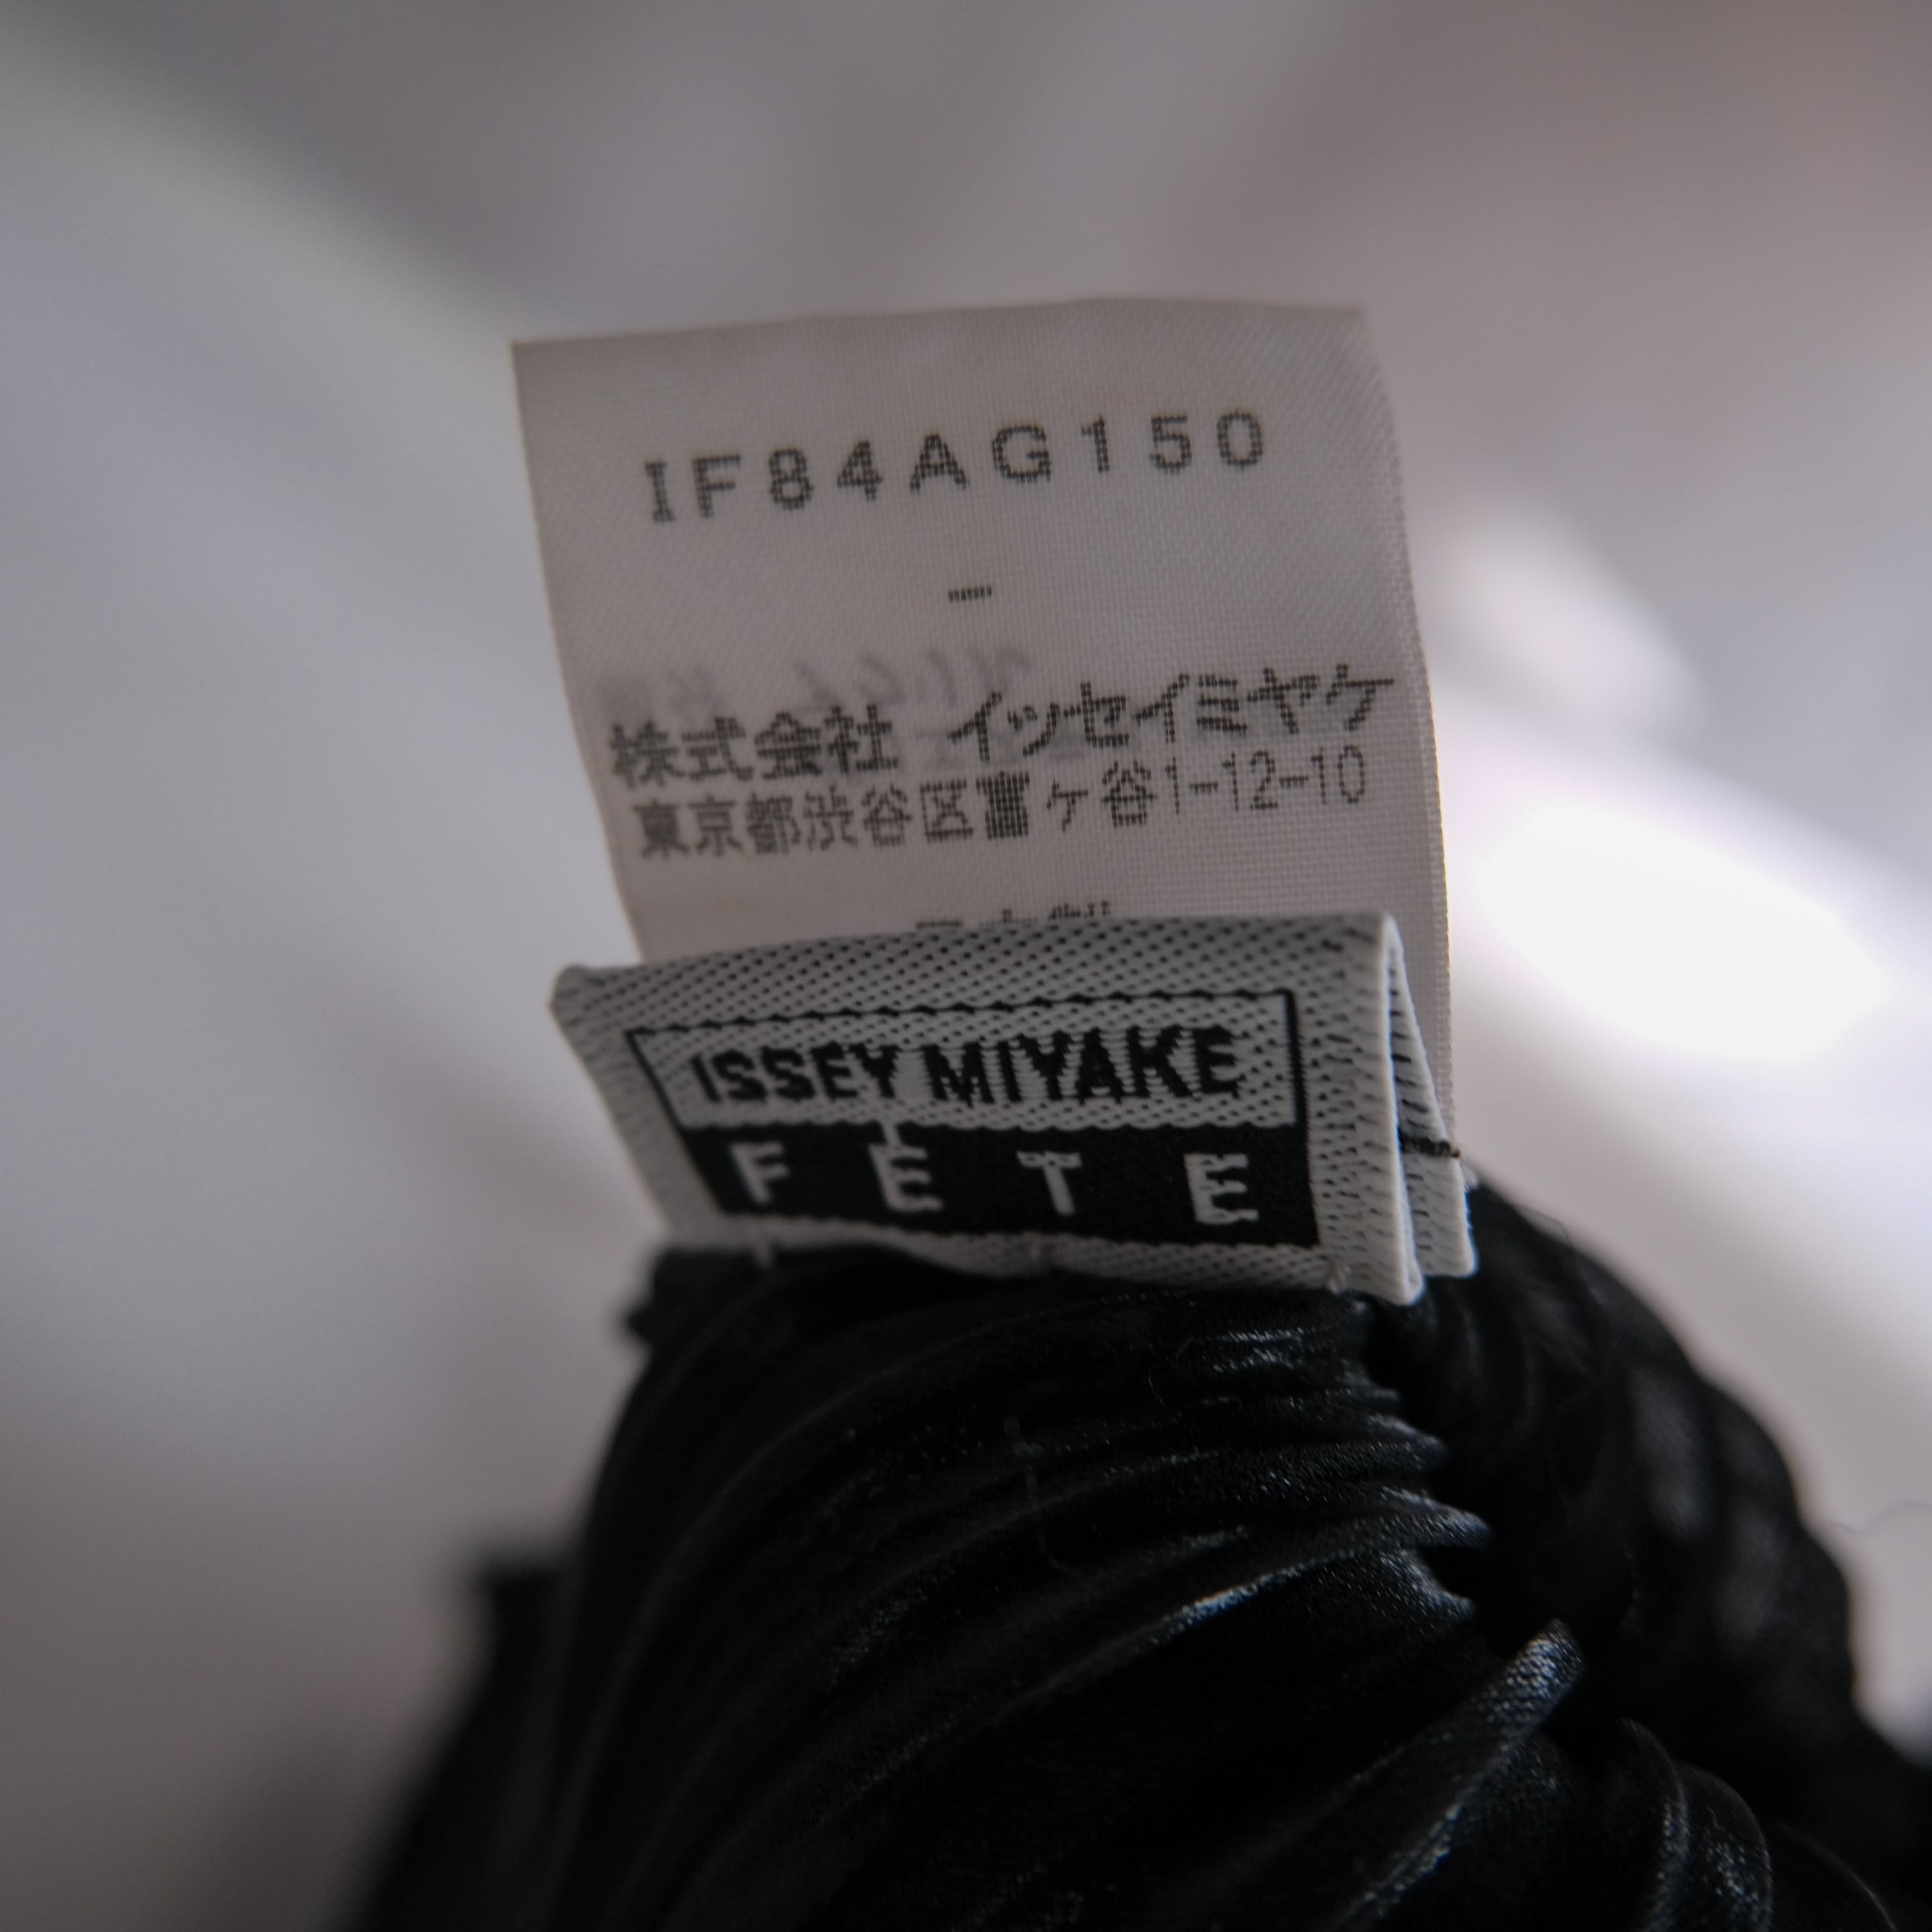 IF84AG150
-
株式会社 イッセイミヤケ
東京都渋谷区富ヶ谷1-12-10
ISSEY MIYAKE
FÊTE